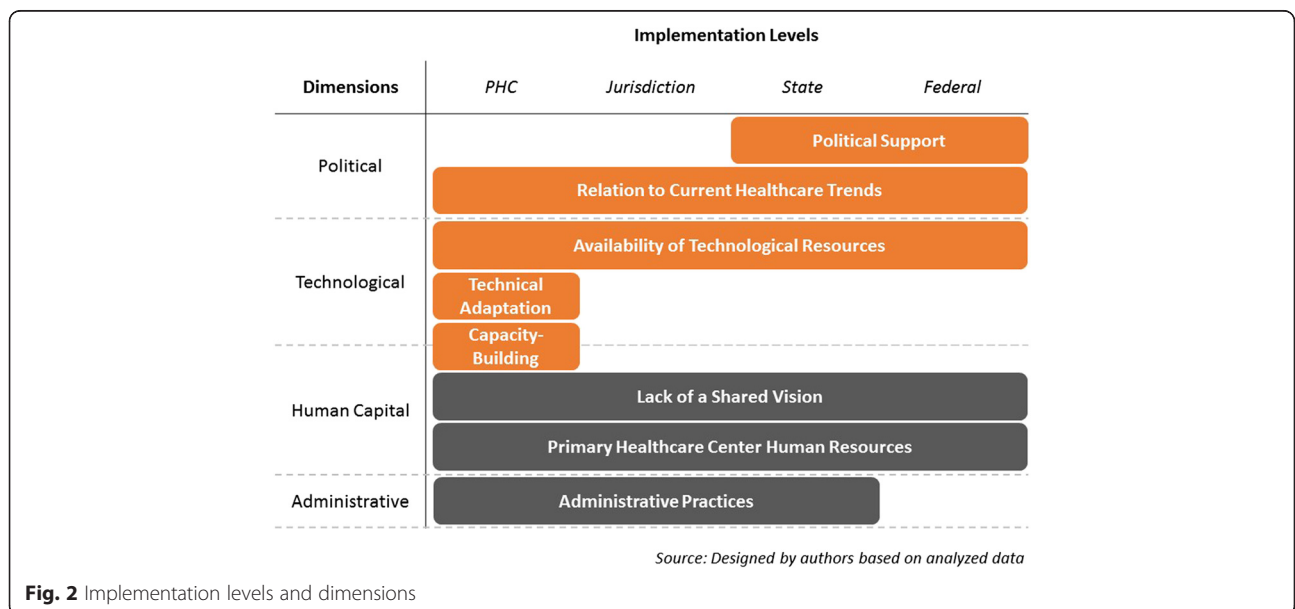 Implementation Levels
Dimensions PHC Jurisdiction State Federal
Political
Political Support
Relation to Current Healthcare Trends
Technological
Availability of Technological Resources
Technical
Adaptation
Capacity-
Building
Human Capital
Lack of a Shared Vision
Primary Healthcare Center Human Resources
Administrative
Administrative Practices
Source: Designed by authors based on analyzed data
Fig. 2 Implementation levels and dimensions